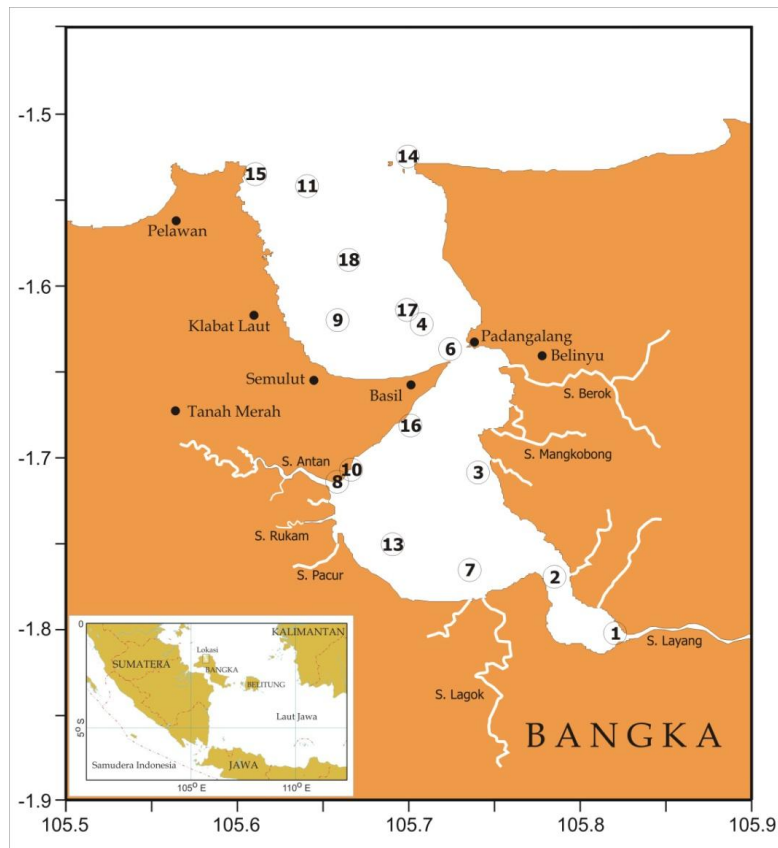 -1.5
14
15
11
Pelawan
18
-1.6
17
Klabat Laut
9
4
Padangalang
6
Belinyu
Semulut
Basil
S. Berok
Tanah Merah
16
-1.7
S. Antan
10
S. Mangkobong
8
3
S. Rukam
13
7
2
S. Pacur
-1.8
1
S. Layang
S. Lagok
BANGKA
0
KALIMANTAN
Lokasi
SUMATERA
BANGKA
BELITUNG
5°S
Laut Jawa
Samudera Indonesia
JAWA
105°E
110°E
-1.9
105.5
105.6
105.7
105.8
105.9